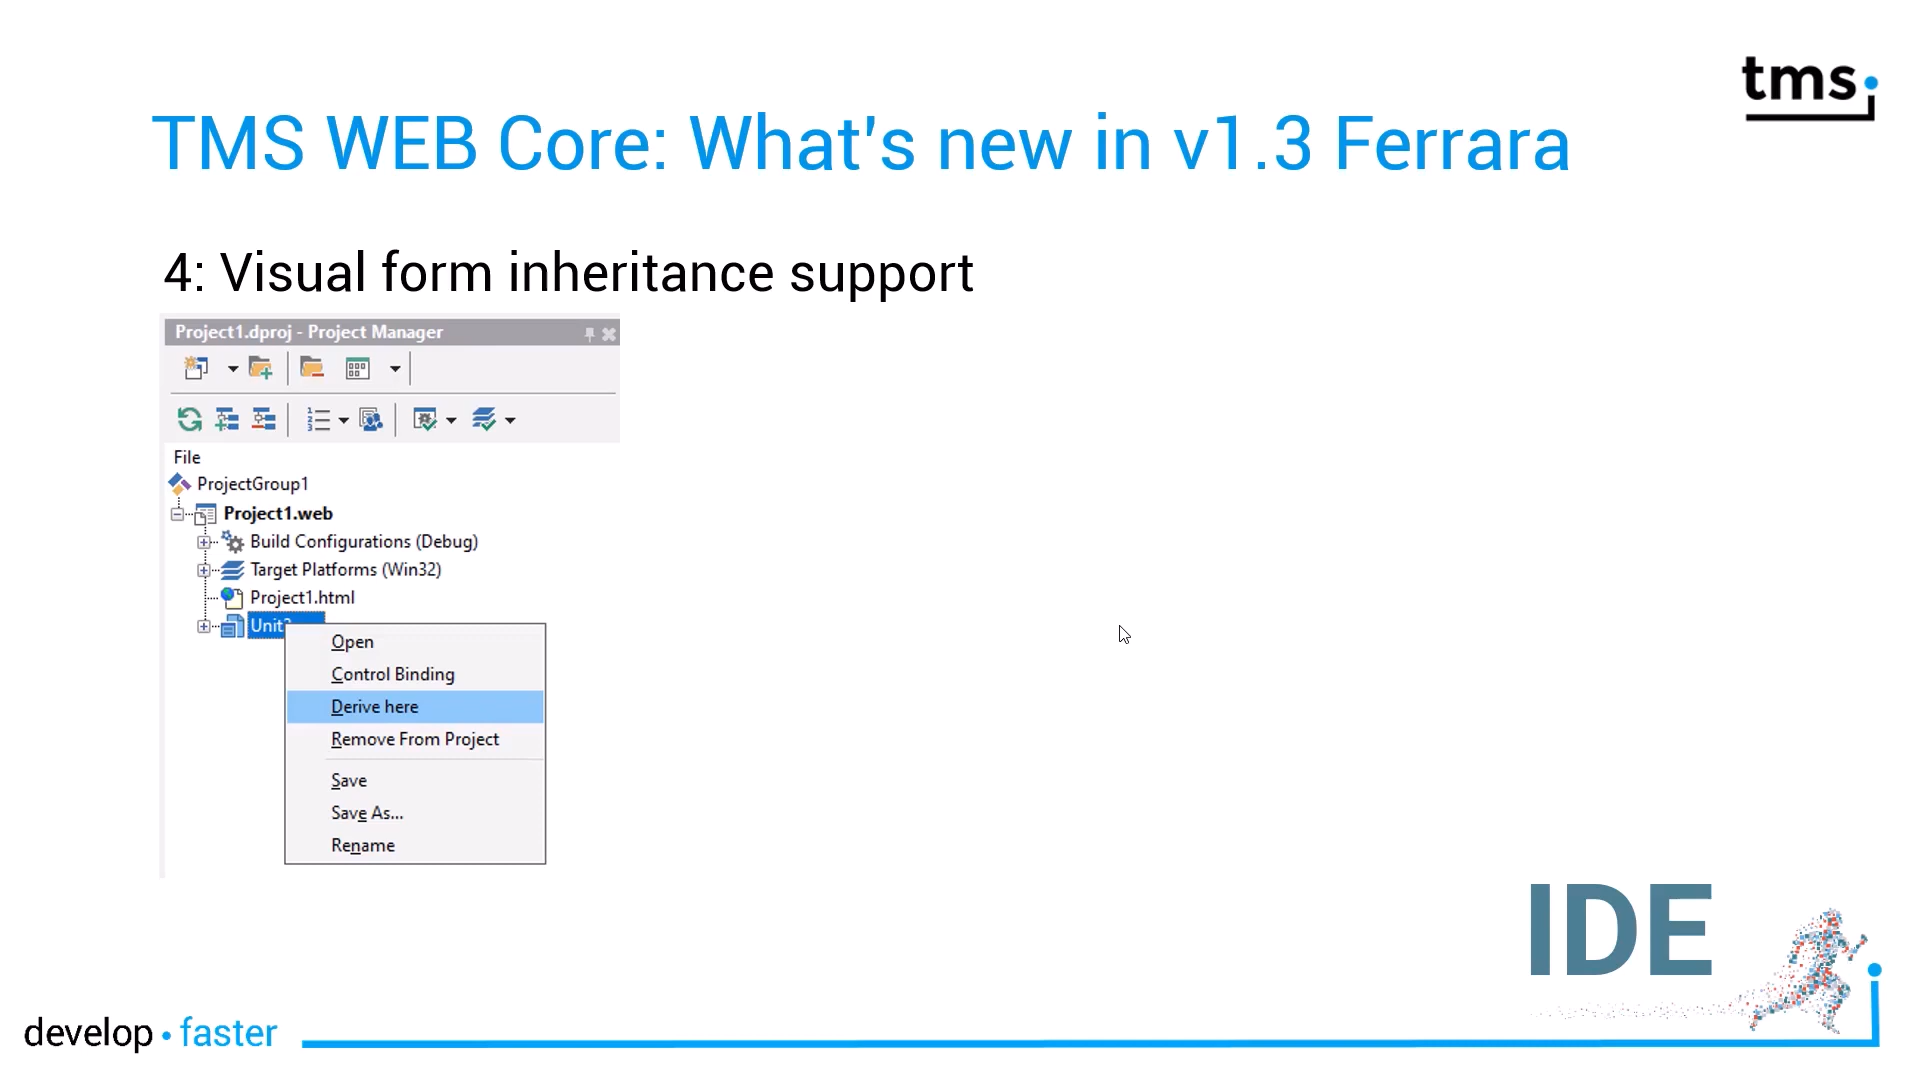 tms
TMS WEB Core: What's new in v1.3 Ferrara
4: Visual form inheritance support
Project1.dproj - Project Manager
File
ProjectGroup1
Project1.web
Build Configurations (Debug)
Target Platforms (Win32)
Project1.html
Open
Control Binding
Derive here
Remove From Project
Save
Save As...
Rename
IDE
develop • faster